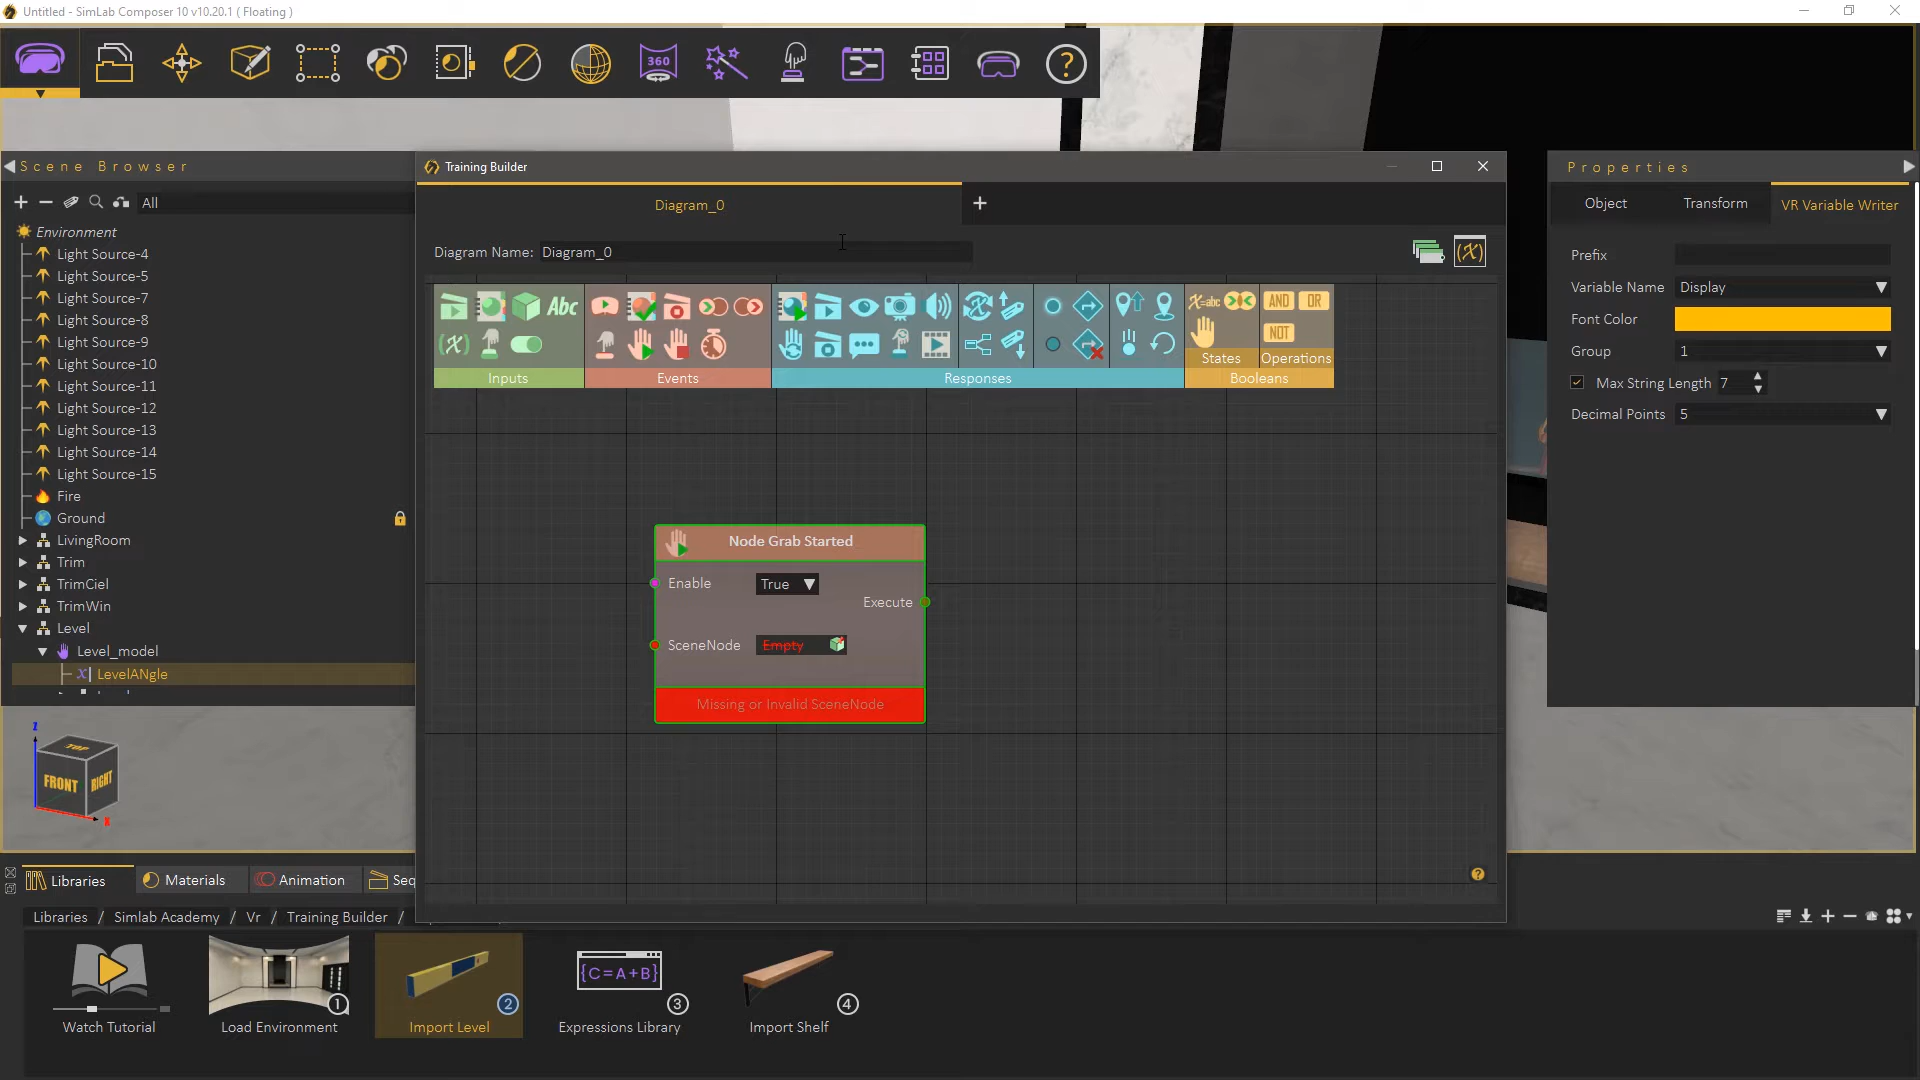 Untitled - SimLab Composer 10 v10.20.1 ( Floating )
360
?
Scene Browser
All
Environment
Light Source-4
Light Source-5
Light Source-7
Light Source-8
Light Source-9
Light Source-10
Light Source-11
Light Source-12
Light Source-13
Light Source-14
Light Source-15
Fire
Ground
LivingRoom
Trim
TrimCiel
TrimWin
Level
Level_model
LevelANgle
Training Builder
Diagram_0
Diagram Name: Diagram_0
(X)
Abc
(X)
X=abc
AND OR
NOT
States
Operations
Inputs
Events
Responses
Booleans
Node Grab Started
Enable True
Execute
SceneNode Empty
Missing or Invalid SceneNode
?
Properties
Object Transform VR Variable Writer
Prefix
Variable Name Display
Font Color
Group 1
Max String Length 7
Decimal Points 5
Z
TOP
FRONT RIGHT
X
Libraries Materials Animation Seq
Libraries / Simlab Academy / Vr / Training Builder /
1
2
{C=A+B}
3
4
Watch Tutorial
Load Environment
Import Level
Expressions Library
Import Shelf